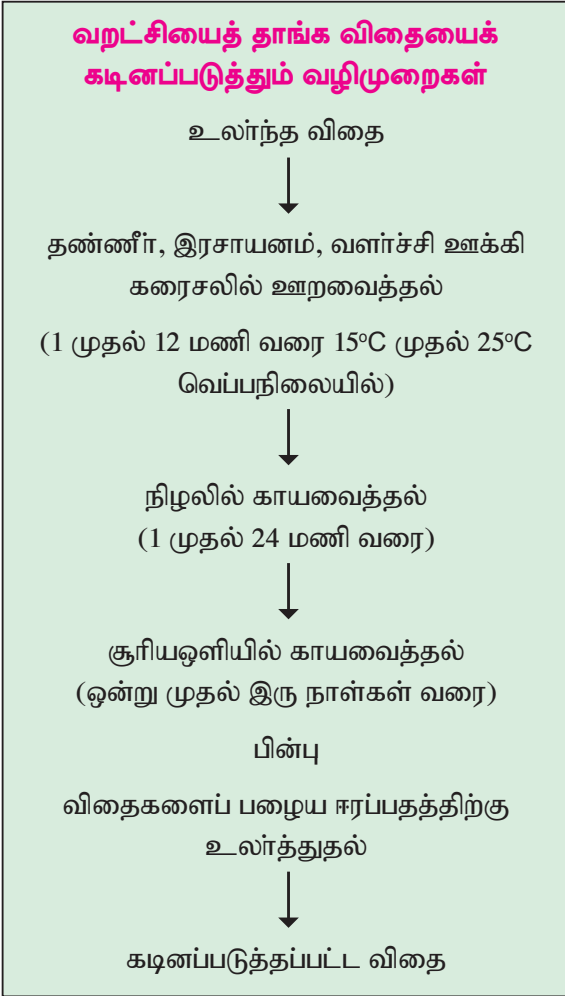 வறட்சியைத் தாங்க விதையைக்
கடினப்படுத்தும் வழிமுறைகள்
உலர்ந்த விதை
தண்ணீர், இரசாயனம், வளர்ச்சி ஊக்கி
கரைசலில் ஊறவைத்தல்
(1 முதல் 12 மணி வரை 15°C முதல் 25°C
வெப்பநிலையில்)
நிழலில் காயவைத்தல்
(1 முதல் 24 மணி வரை)
சூரியஒளியில் காயவைத்தல்
(ஒன்று முதல் இரு நாள்கள் வரை)
பின்பு
விதைகளைப் பழைய ஈரப்பதத்திற்கு
உலர்த்துதல்
கடினப்படுத்தப்பட்ட விதை